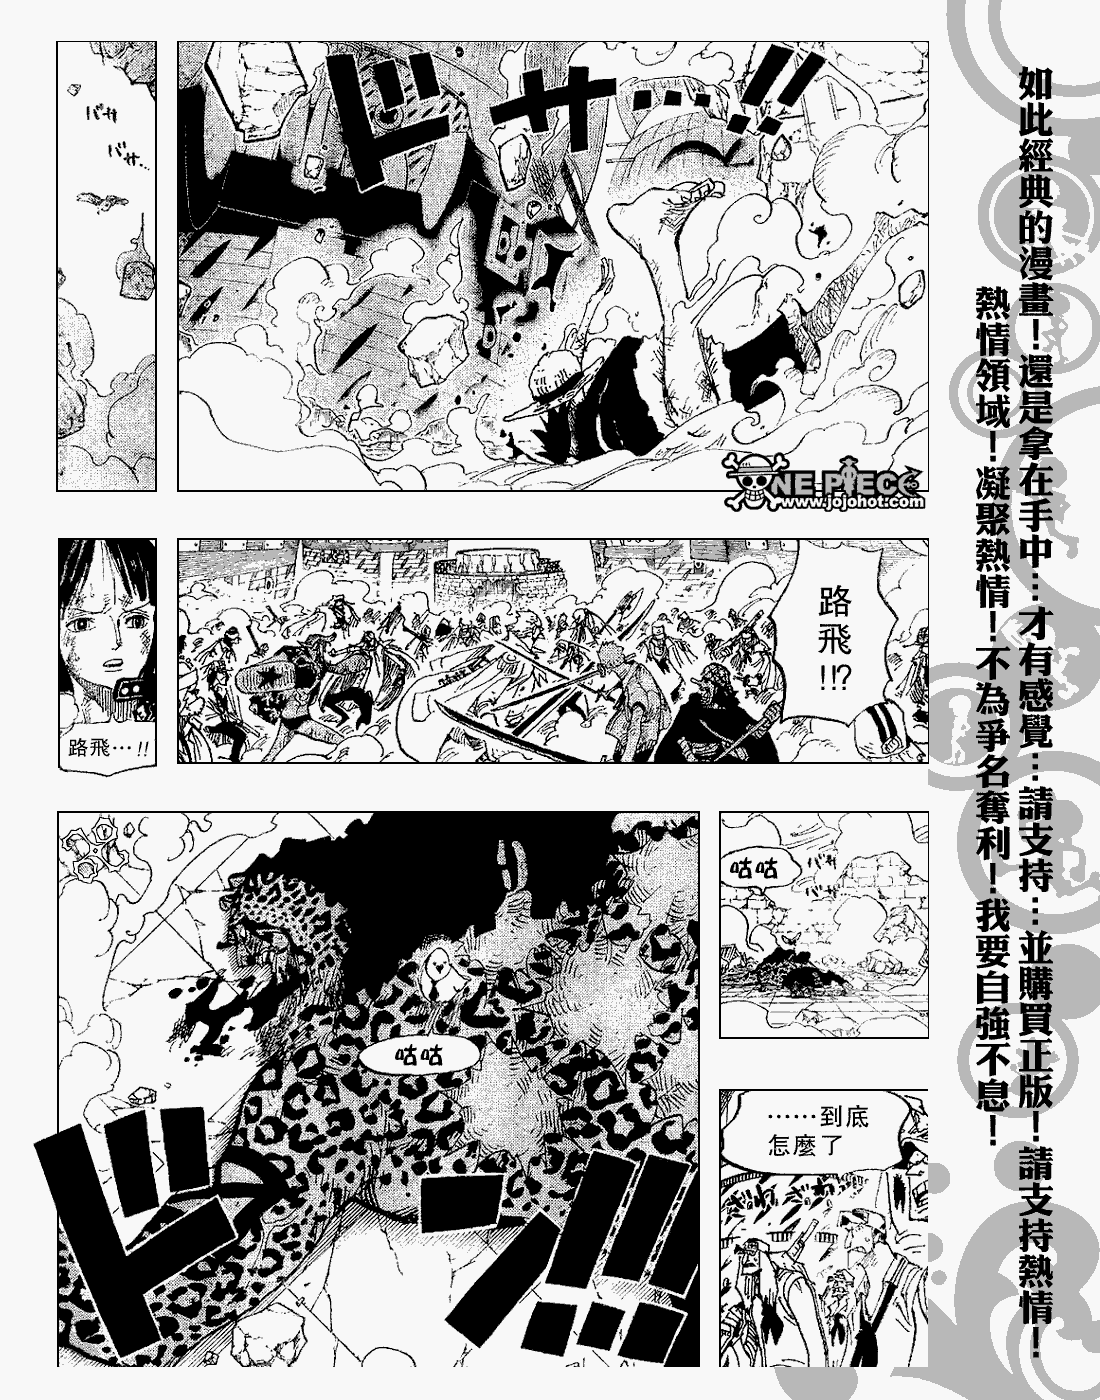 ドサ…!!
バサ
バサ…
ONE PIECE
www.jojohot.com
路飛!!?
路飛…!!
咕咕
バサ
バサ
咕咕
ドーン!!!
……到底
怎麼了
如此經典的漫畫！還是拿在手中…才有感覺…請支持…並購買正版！請支持熱情！
熱情領域！凝聚熱情！不為爭名奪利！我要自強不息！